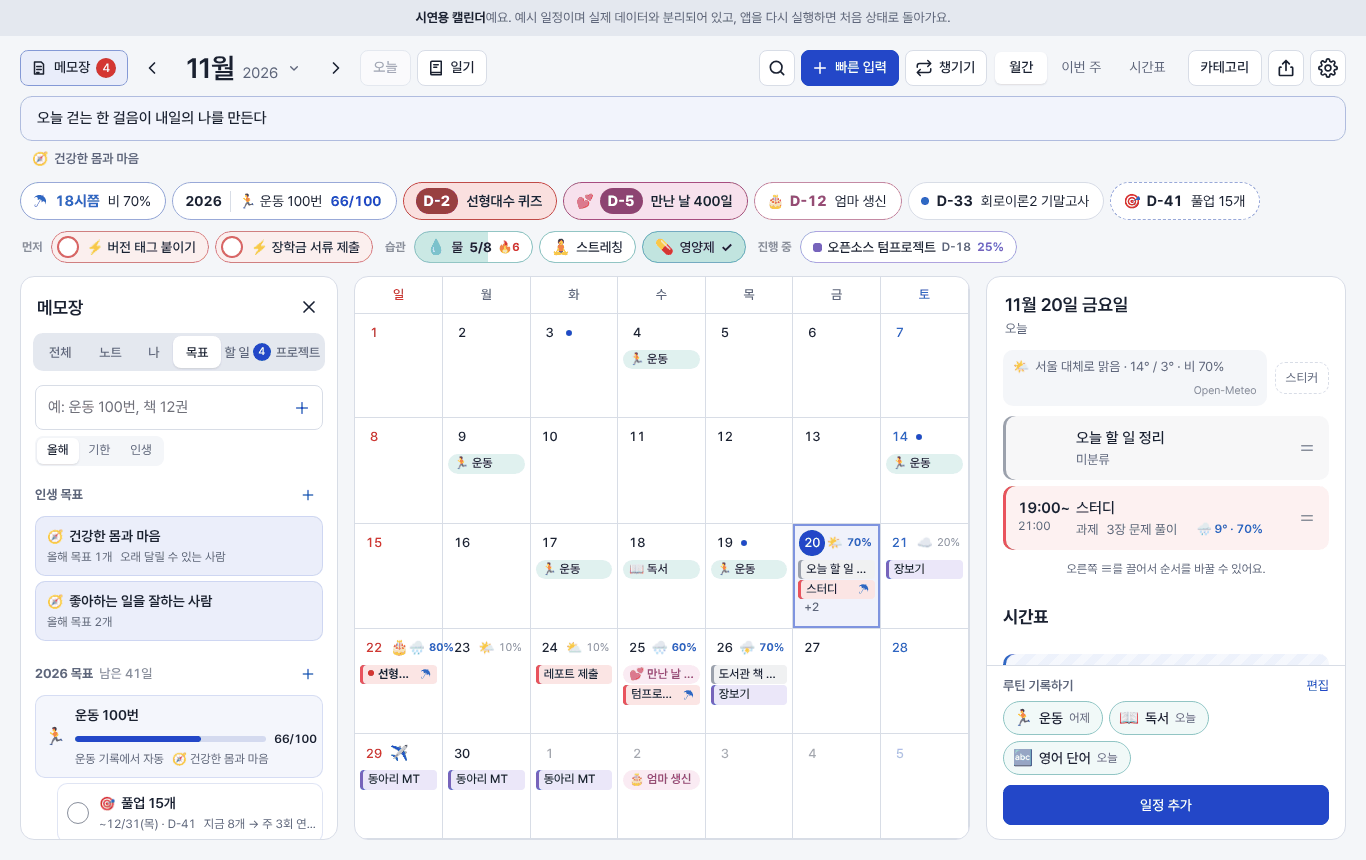 시연용 캘린더예요. 예시 일정이며 실제 데이터와 분리되어 있고, 앱을 다시 실행하면 처음 상태로 돌아가요.
메모장 4 11월 2026 오늘 일기 빠른 입력 챙기기 월간 이번 주 시간표 카테고리
오늘 걷는 한 걸음이 내일의 나를 만든다
건강한 몸과 마음
18시쯤 비 70% 2026 운동 100번 66/100 D-2 선형대수 퀴즈 D-5 만난 날 400일 D-12 엄마 생신 D-33 회로이론2 기말고사 D-41 풀업 15개
먼저 버전 태그 붙이기 장학금 서류 제출 습관 물 5/8 6 스트레칭 영양제 진행 중 오픈소스 텀프로젝트 D-18 25%
메모장
전체 노트 나 목표 할 일 4 프로젝트
예: 운동 100번, 책 12권
올해 기한 인생
인생 목표
건강한 몸과 마음
올해 목표 1개 오래 달릴 수 있는 사람
좋아하는 일을 잘하는 사람
올해 목표 2개
2026 목표 남은 41일
운동 100번
66/100
운동 기록에서 자동 건강한 몸과 마음
풀업 15개
~12/31(목) · D-41 지금 8개 → 주 3회 연...
일 월 화 수 목 금 토
1 2 3 4 5 6 7
운동
8 9 10 11 12 13 14
운동 운동
15 16 17 18 19 20 70% 21 20%
운동 독서 운동 오늘 할 일 ... 장보기
스터디
+2
22 80% 23 10% 24 10% 25 60% 26 70% 27 28
선형... 레포트 제출 만난 날 ... 도서관 책 ...
텀프로... 장보기
29 30 1 2 3 4 5
동아리 MT 동아리 MT 동아리 MT 엄마 생신
11월 20일 금요일
오늘
서울 대체로 맑음 · 14° / 3° · 비 70%
Open-Meteo
스티커
오늘 할 일 정리
미분류
19:00~ 스터디
21:00 과제 3장 문제 풀이 9° · 70%
오른쪽 ≡를 끌어서 순서를 바꿀 수 있어요.
시간표
루틴 기록하기 편집
운동 어제 독서 오늘
abc 영어 단어 오늘
일정 추가